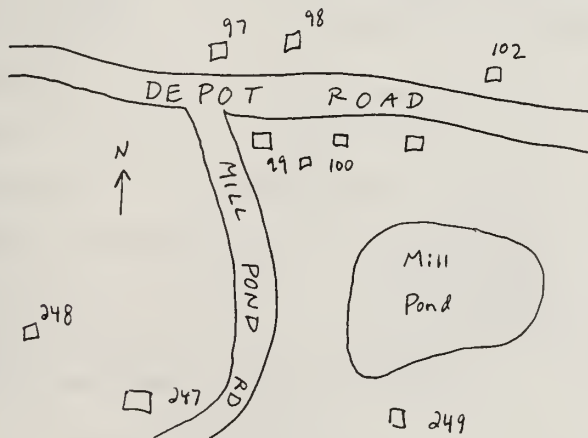 97
98
102
DEPOT ROAD
99
100
N
MILL POND RD
Mill
Pond
248
247
249